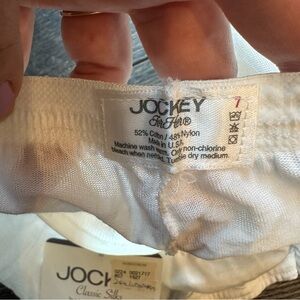 JOCKEY
For Her®
7
52% Cotton / 48% Nylon
Made in U.S.A.
Machine wash warm. Only non-chlorine
bleach when needed. Tumble dry medium.
JOCK
Classic Silks